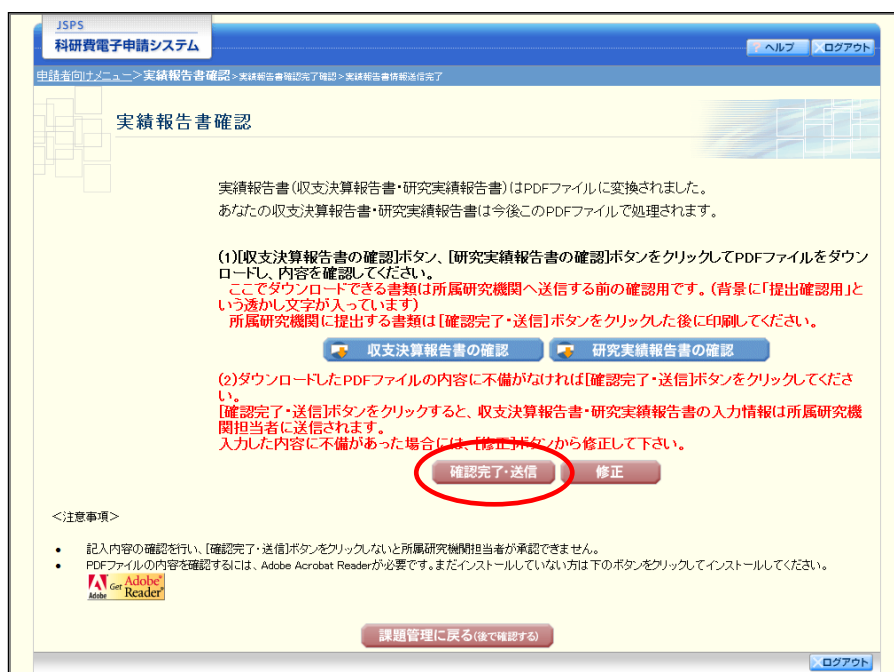 JSPS
科研費電子申請システム
? ヘルプ
ログアウト
申請者向けメニュー>実績報告書確認>実績報告書確認完了確認>実績報告書情報送信完了
実績報告書確認
実績報告書(収支決算報告書・研究実績報告書)はPDFファイルに変換されました。
あなたの収支決算報告書・研究実績報告書は今後このPDFファイルで処理されます。
(1)[収支決算報告書の確認]ボタン、[研究実績報告書の確認]ボタンをクリックしてPDFファイルをダウン
ロードし、内容を確認してください。
ここでダウンロードできる書類は所属研究機関へ送信する前の確認用です。(背景に「提出確認用」と
いう透かし文字が入っています)
所属研究機関に提出する書類は[確認完了・送信]ボタンをクリックした後に印刷してください。
収支決算報告書の確認
研究実績報告書の確認
(2)ダウンロードしたPDFファイルの内容に不備がなければ[確認完了・送信]ボタンをクリックしてくださ
い。
[確認完了・送信]ボタンをクリックすると、収支決算報告書・研究実績報告書の入力情報は所属研究機
関担当者に送信されます。
入力した内容に不備があった場合には、[修正]ボタンから修正して下さい。
確認完了・送信
修正
<注意事項>
● 記入内容の確認を行い、[確認完了・送信]ボタンをクリックしないと所属研究機関担当者が承認できません。
● PDFファイルの内容を確認するには、Adobe Acrobat Readerが必要です。まだインストールしていない方は下のボタンをクリックしてインストールしてください。
Adobe
Get Adobe®
Reader®
課題管理に戻る(後で確認する)
ログアウト